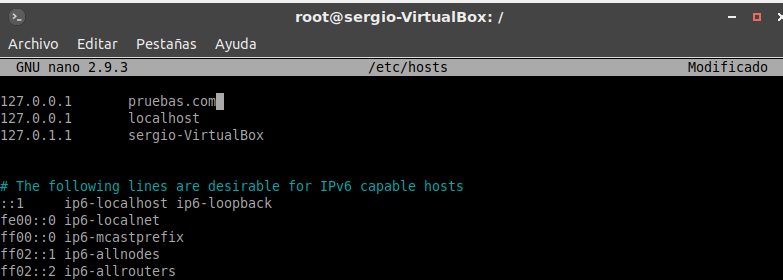 root@sergio-VirtualBox: /
Archivo Editar Pestañas Ayuda
GNU nano 2.9.3 /etc/hosts Modificado
127.0.0.1 pruebas.com
127.0.0.1 localhost
127.0.1.1 sergio-VirtualBox
# The following lines are desirable for IPv6 capable hosts
::1 ip6-localhost ip6-loopback
fe00::0 ip6-localnet
ff00::0 ip6-mcastprefix
ff02::1 ip6-allnodes
ff02::2 ip6-allrouters